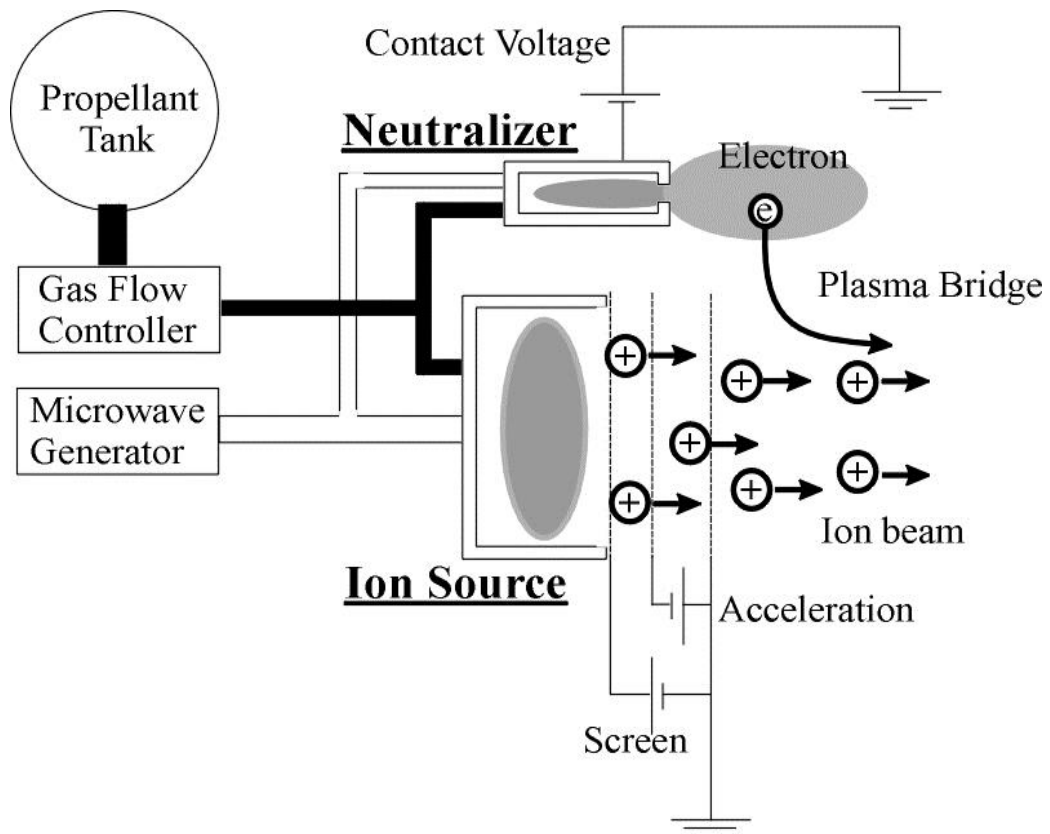 Contact Voltage
Propellant
Tank
Neutralizer
Electron
e
Plasma Bridge
Gas Flow
Controller
Microwave
Generator
+
+
+
+
+
+
+
Ion beam
Ion Source
Acceleration
Screen